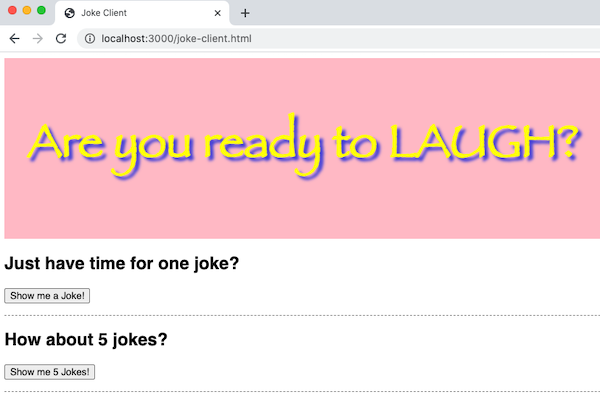 Joke Client
localhost:3000/joke-client.html
Are you ready to LAUGH?
Just have time for one joke?
Show me a Joke!
How about 5 jokes?
Show me 5 Jokes!